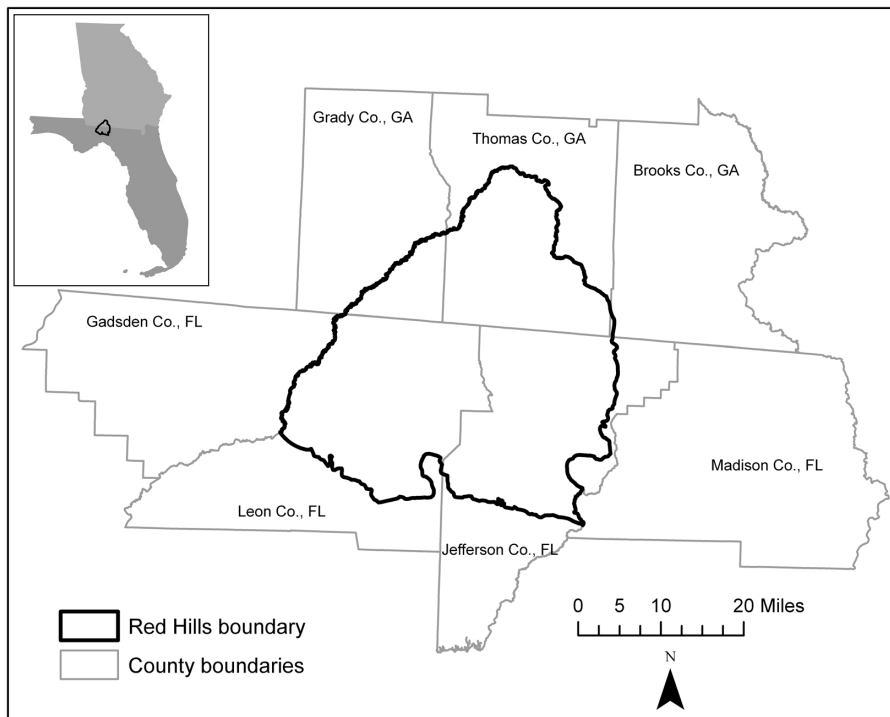 Grady Co., GA
Thomas Co., GA
Brooks Co., GA
Gadsden Co., FL
Madison Co., FL
Leon Co., FL
Jefferson Co., FL
Red Hills boundary
County boundaries
0 5 10 20 Miles
N